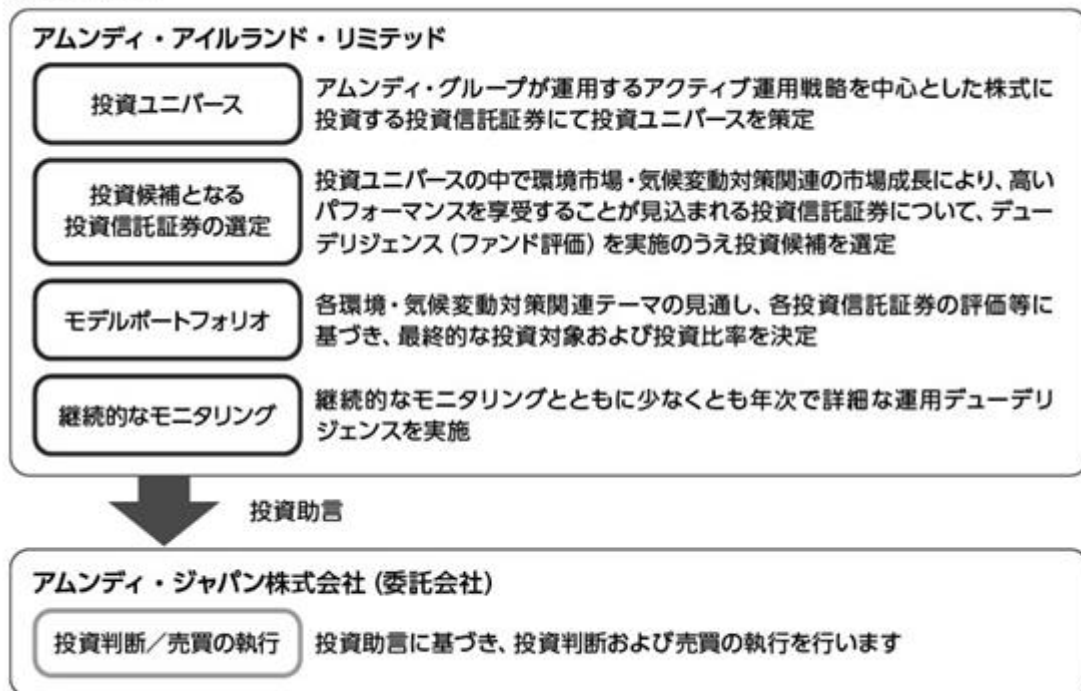 アムンディ・アイルランド・リミテッド
投資ユニバース
アムンディ・グループが運用するアクティブ運用戦略を中心とした株式に
投資する投資信託証券にて投資ユニバースを策定
投資候補となる
投資信託証券の選定
投資ユニバースの中で環境市場・気候変動対策関連の市場成長により、高い
パフォーマンスを享受することが見込まれる投資信託証券について、デュー
デリジェンス（ファンド評価）を実施のうえ投資候補を選定
モデルポートフォリオ
各環境・気候変動対策関連テーマの見通し、各投資信託証券の評価等に
基づき、最終的な投資対象および投資比率を決定
継続的なモニタリング
継続的なモニタリングとともに少なくとも年次で詳細な運用デューデリ
ジェンスを実施
投資助言
アムンディ・ジャパン株式会社（委託会社）
投資判断／売買の執行
投資助言に基づき、投資判断および売買の執行を行います